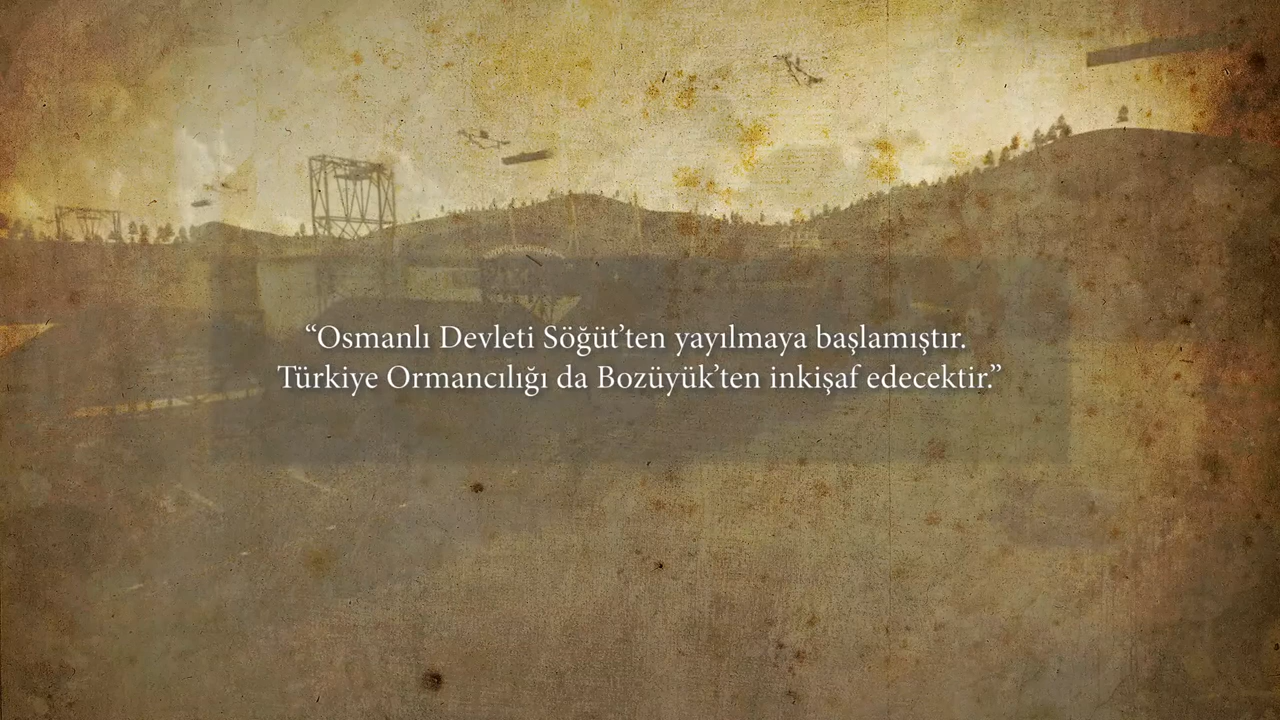 “Osmanlı Devleti Söğüt’ten yayılmaya başlamıştır.
Türkiye Ormancılığı da Bozüyük’ten inkişaf edecektir.”